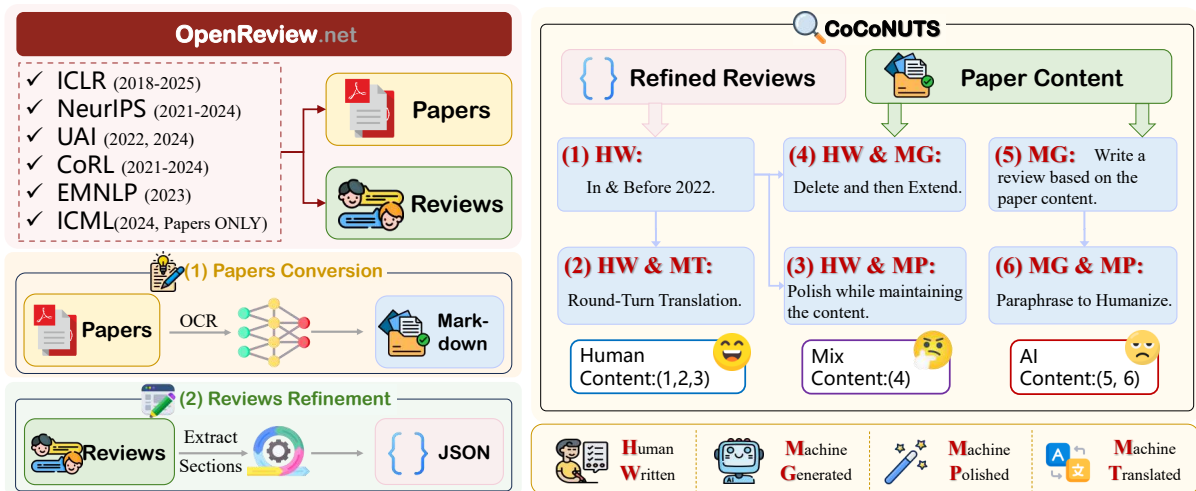 OpenReview.net
✓ ICLR (2018-2025)
✓ NeurIPS (2021-2024)
✓ UAI (2022, 2024)
✓ CoRL (2021-2024)
✓ EMNLP (2023)
✓ ICML(2024, Papers ONLY)
Papers
Reviews
(1) Papers Conversion
Papers
OCR
Mark-
down
(2) Reviews Refinement
Reviews
Extract
Sections
{ }
JSON
CoCoNUTS
{ } Refined Reviews
Paper Content
(1) HW:
In & Before 2022.
(4) HW & MG:
Delete and then Extend.
(5) MG: Write a
review based on the
paper content.
(2) HW & MT:
Round-Turn Translation.
(3) HW & MP:
Polish while maintaining
the content.
(6) MG & MP:
Paraphrase to Humanize.
Human
Content:(1,2,3)
Mix
Content:(4)
AI
Content:(5, 6)
Human
Written
AI
Machine
Generated
Machine
Polished
A
文
Machine
Translated